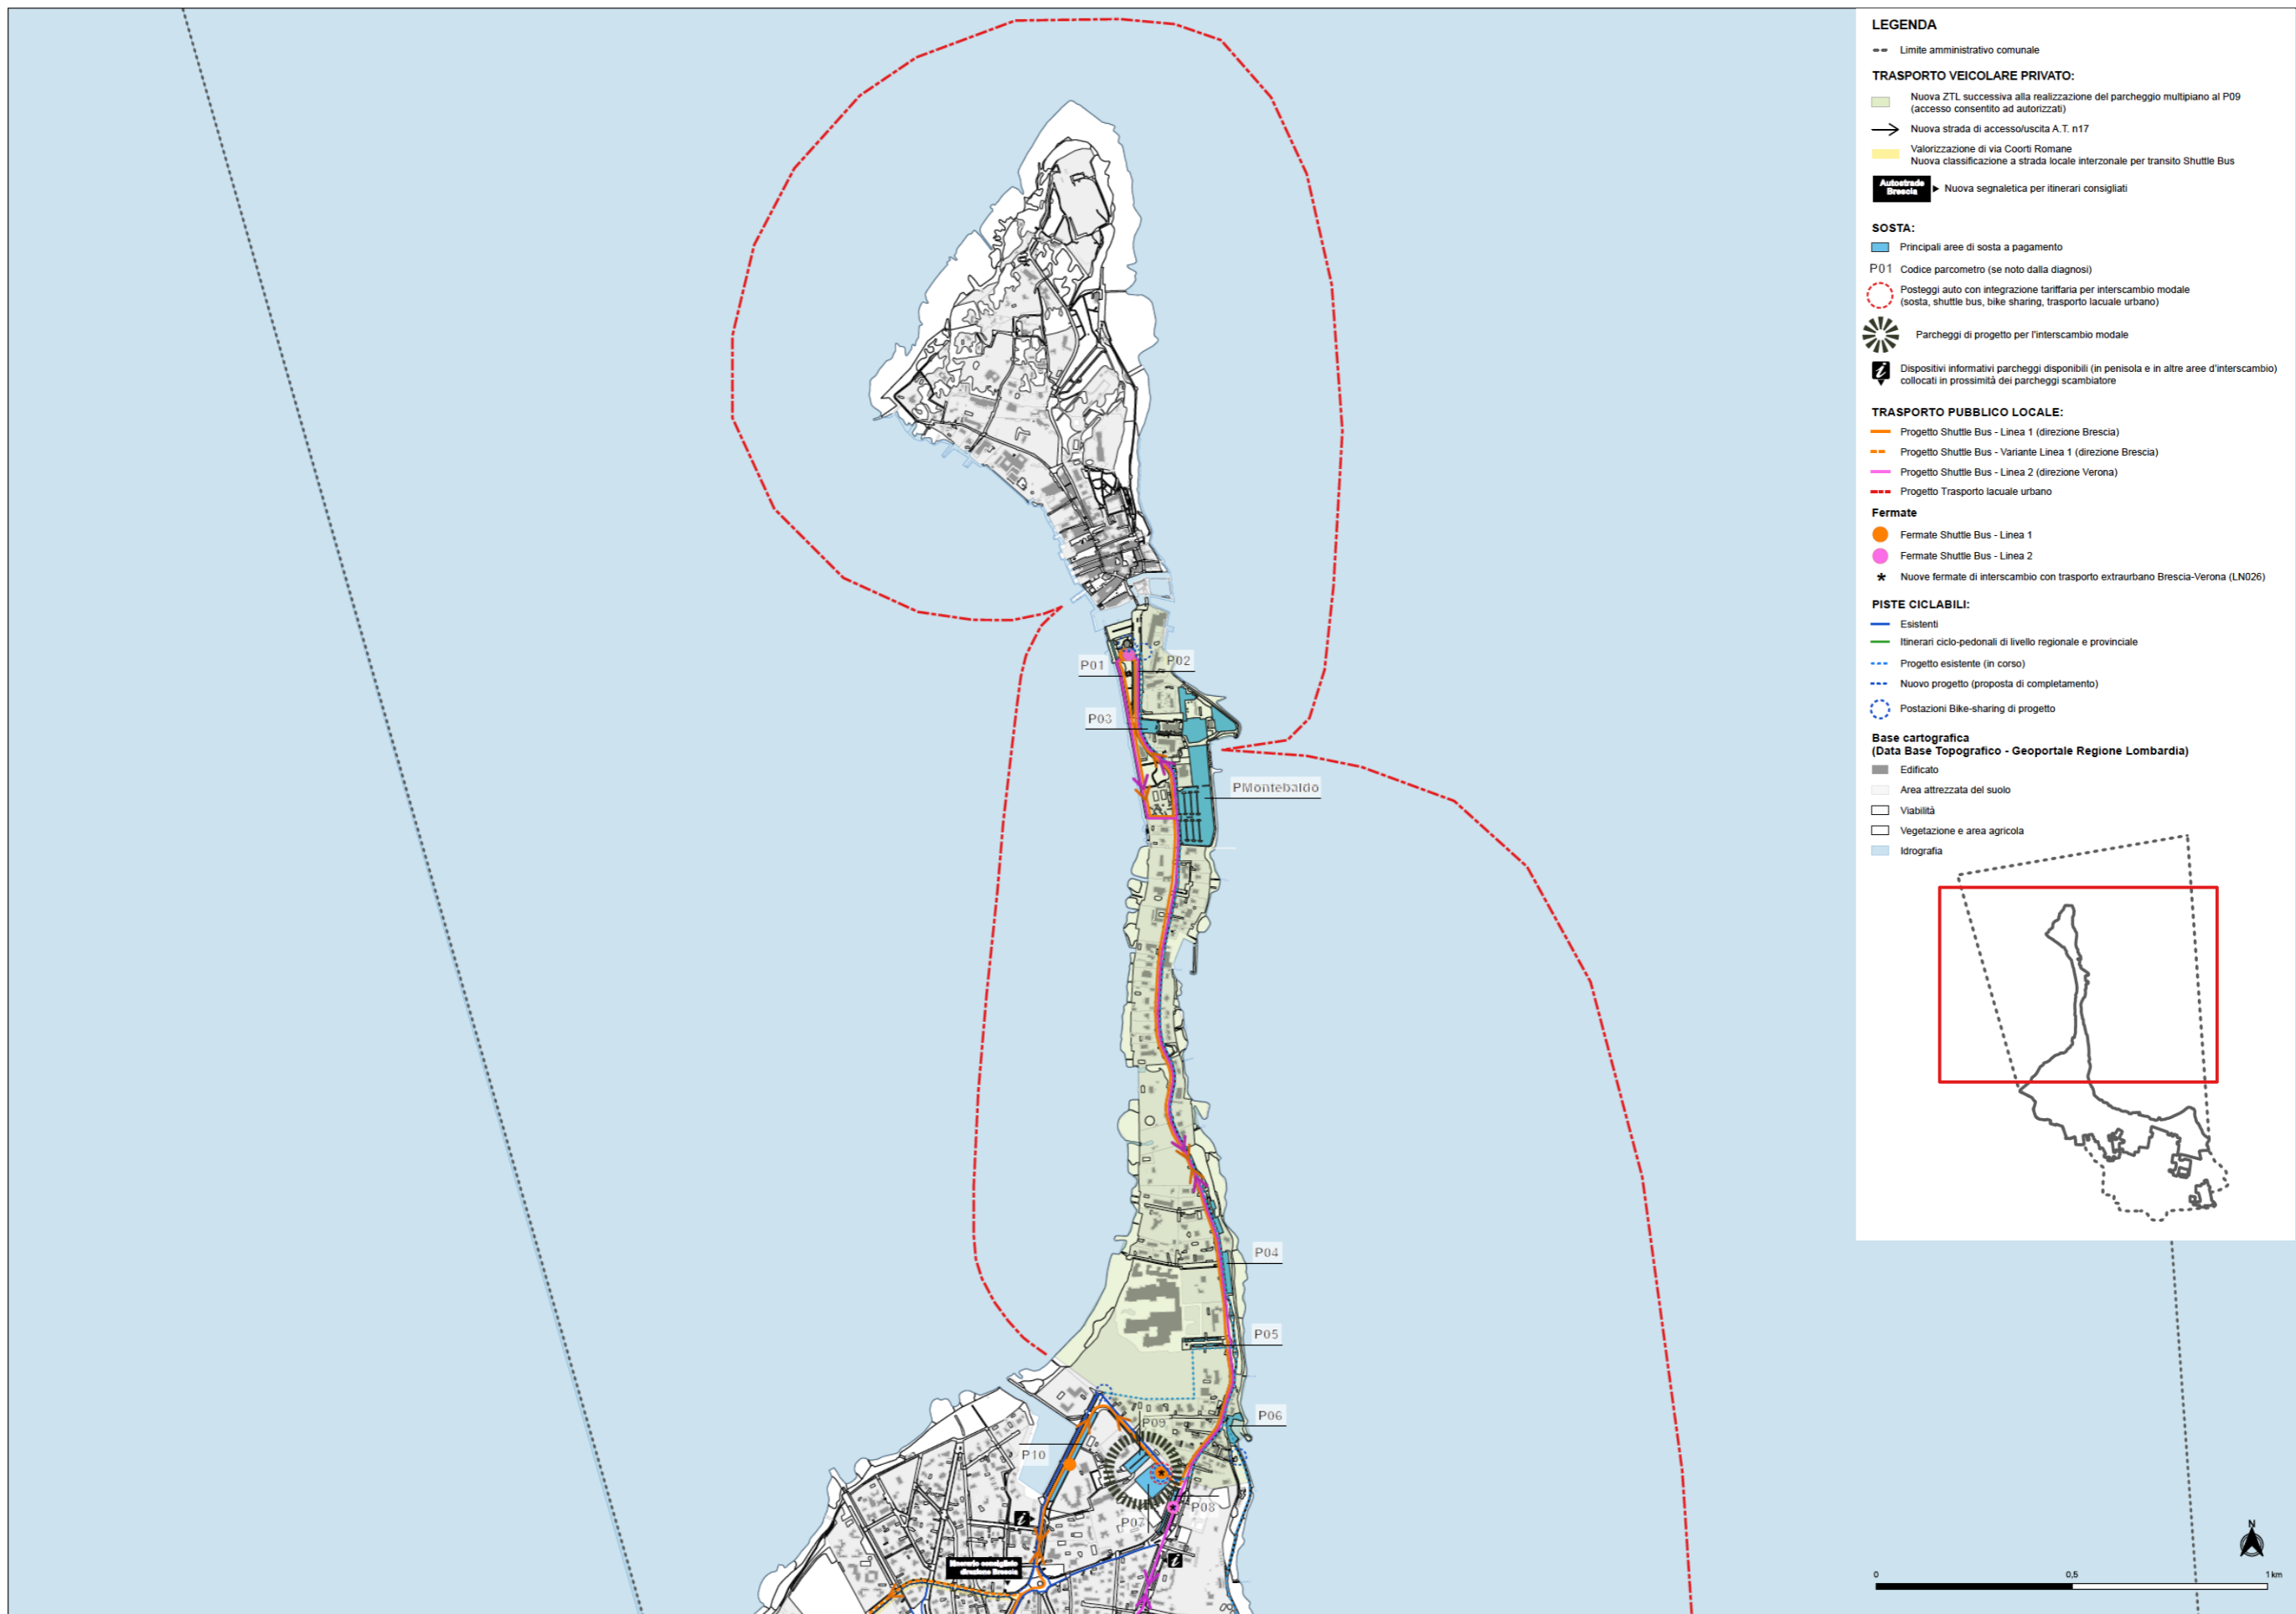 LEGENDA
Limite amministrativo comunale
TRASPORTO VEICOLARE PRIVATO:
Nuova ZTL successiva alla realizzazione del parcheggio multipiano al P09
(accesso consentito ad autorizzati)
Nuova strada di accesso/uscita A.T. n17
Valorizzazione di via Coorti Romane
Nuova classificazione a strada locale interzonale per transito Shuttle Bus
Autostrade
Brescia
Nuova segnaletica per itinerari consigliati
SOSTA:
Principali aree di sosta a pagamento
P01 Codice parcometro (se noto dalla diagnosi)
Posteggi auto con integrazione tariffaria per interscambio modale
(sosta, shuttle bus, bike sharing, trasporto lacuale urbano)
Parcheggi di progetto per l'interscambio modale
i
Dispositivi informativi parcheggi disponibili (in penisola e in altre aree d'interscambio)
collocati in prossimità dei parcheggi scambiatore
TRASPORTO PUBBLICO LOCALE:
Progetto Shuttle Bus - Linea 1 (direzione Brescia)
Progetto Shuttle Bus - Variante Linea 1 (direzione Brescia)
Progetto Shuttle Bus - Linea 2 (direzione Verona)
Progetto Trasporto lacuale urbano
Fermate
Fermate Shuttle Bus - Linea 1
Fermate Shuttle Bus - Linea 2
* Nuove fermate di interscambio con trasporto extraurbano Brescia-Verona (LN026)
PISTE CICLABILI:
Esistenti
Itinerari ciclo-pedonali di livello regionale e provinciale
Progetto esistente (in corso)
Nuovo progetto (proposta di completamento)
Postazioni Bike-sharing di progetto
Base cartografica
(Data Base Topografico - Geoportale Regione Lombardia)
Edificato
Area attrezzata del suolo
Viabilità
Vegetazione e area agricola
Idrografia
P01
P02
P03
PMontebaldo
P04
P05
P06
P09
P10
P08
P07
i
i
Itinerario consigliato
direzione Brescia
N
0
0,5
1 km